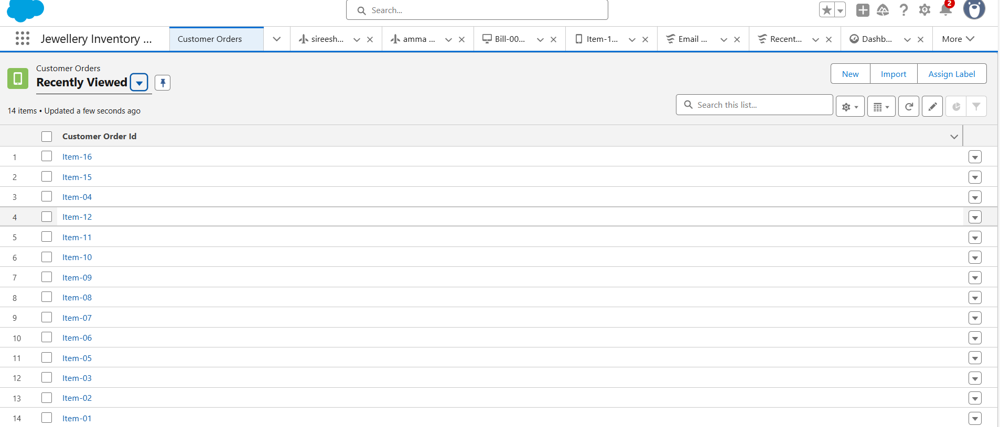 Search...
2
Jewellery Inventory ...
Customer Orders
sireesh...
amma ...
Bill-00...
Item-1...
Email ...
Recent...
Dashb...
More
Customer Orders
Recently Viewed
New
Import
Assign Label
14 items • Updated a few seconds ago
Search this list...
Customer Order Id
1 Item-16
2 Item-15
3 Item-04
4 Item-12
5 Item-11
6 Item-10
7 Item-09
8 Item-08
9 Item-07
10 Item-06
11 Item-05
12 Item-03
13 Item-02
14 Item-01